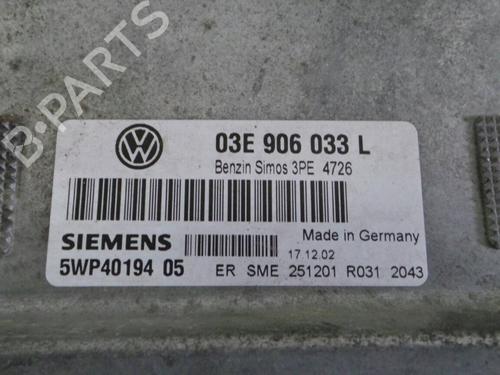 B-PARTS
03E 906 033 L
Benzin Simos 3PE 4726
SIEMENS
Made in Germany
17.12.02
5WP40194 05
ER SME 251201 R031 2043